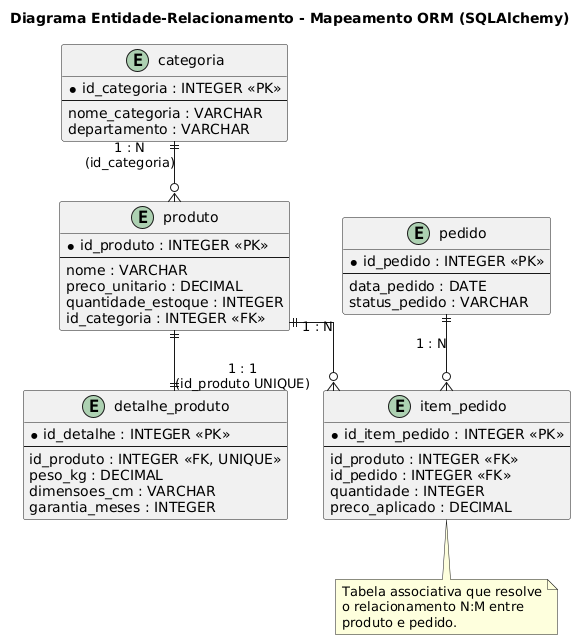 Diagrama Entidade-Relacionamento - Mapeamento ORM (SQLAlchemy)
E categoria
id_categoria : INTEGER «PK»
nome_categoria : VARCHAR
departamento : VARCHAR
1 : N
(id_categoria)
E produto
id_produto : INTEGER «PK»
nome : VARCHAR
preco_unitario : DECIMAL
quantidade_estoque : INTEGER
id_categoria : INTEGER «FK»
E pedido
id_pedido : INTEGER «PK»
data_pedido : DATE
status_pedido : VARCHAR
1 : N
1 : N
1 : 1
(id_produto UNIQUE)
E detalhe_produto
id_detalhe : INTEGER «PK»
id_produto : INTEGER «FK, UNIQUE»
peso_kg : DECIMAL
dimensoes_cm : VARCHAR
garantia_meses : INTEGER
E item_pedido
id_item_pedido : INTEGER «PK»
id_produto : INTEGER «FK»
id_pedido : INTEGER «FK»
quantidade : INTEGER
preco_aplicado : DECIMAL
Tabela associativa que resolve
o relacionamento N:M entre
produto e pedido.